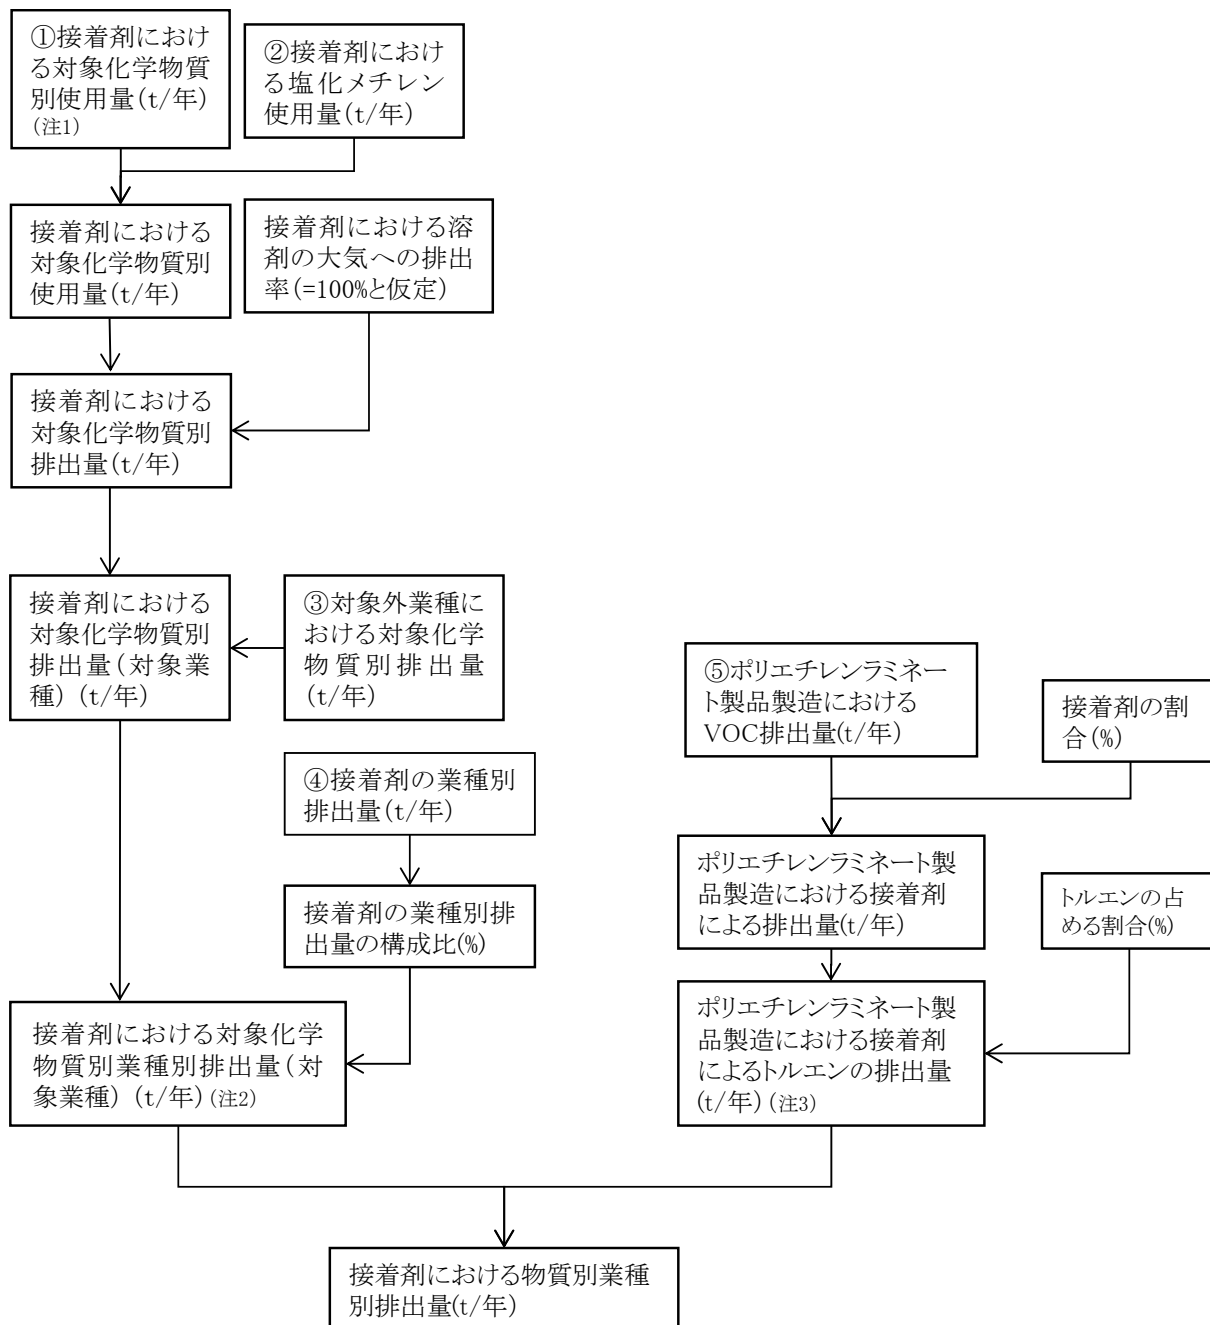 ①接着剤におけ
る対象化学物質
別使用量(t/年)
(注1)
②接着剤におけ
る塩化メチレン
使用量(t/年)
接着剤における
対象化学物質別
使用量(t/年)
接着剤における溶
剤の大気への排出
率(=100%と仮定)
接着剤における
対象化学物質別
排出量(t/年)
接着剤における
対象化学物質別
排出量(対象業
種) (t/年)
③対象外業種に
おける対象化学
物質別排出量
(t/年)
④接着剤の業種別
排出量(t/年)
接着剤の業種別排
出量の構成比(%)
接着剤における対象化学
物質別業種別排出量(対
象業種) (t/年)(注2)
⑤ポリエチレンラミネー
ト製品製造における
VOC排出量(t/年)
接着剤の割
合(%)
ポリエチレンラミネート製
品製造における接着剤
による排出量(t/年)
トルエンの占
める割合(%)
ポリエチレンラミネート製
品製造における接着剤
によるトルエンの排出量
(t/年)(注3)
接着剤における物質別業種
別排出量(t/年)